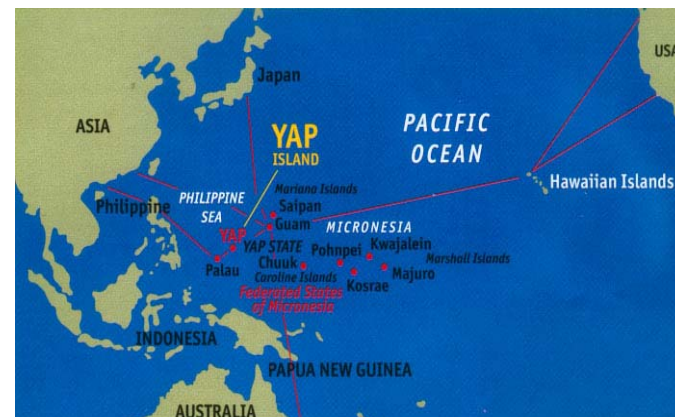 Japan
USA
ASIA
YAP
ISLAND
PACIFIC
OCEAN
Hawaiian Islands
PHILIPPINE
SEA
Philippine
Mariana Islands
Saipan
Guam
MICRONESIA
YAP
YAP STATE
Palau
Chuuk
Pohnpei
Kwajalein
Marshall Islands
Majuro
Kosrae
Caroline Islands
Federated States
of Micronesia
INDONESIA
PAPUA NEW GUINEA
AUSTRALIA